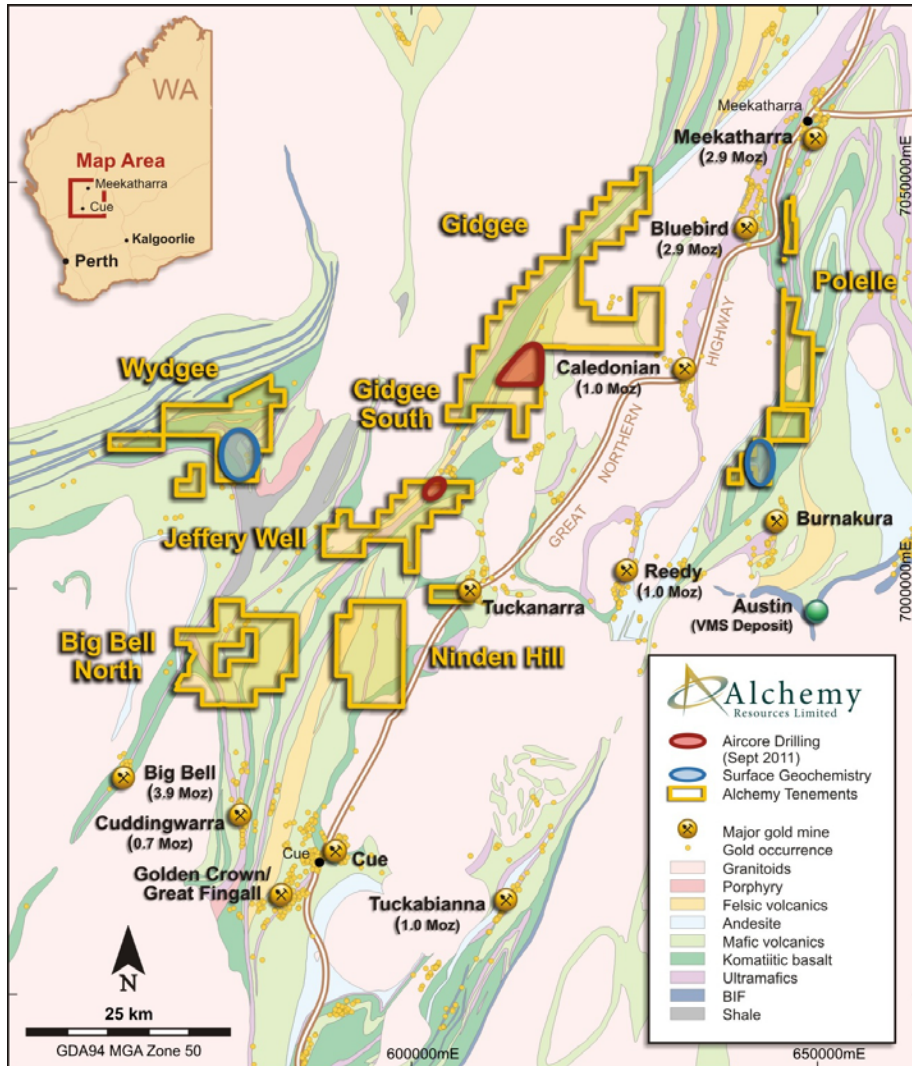 WA
Map Area
Meekatharra
Cue
Kalgoorlie
Perth
Meekatharra
Meekatharra
(2.9 Moz)
7050000mE
Gidgee
Bluebird
(2.9 Moz)
Polelle
HIGHWAY
Wydgee
Gidgee
South
Caledonian
(1.0 Moz)
NORTHERN
GREAT
Jeffery Well
Burnakura
Reedy
(1.0 Moz)
Tuckanarra
Austin
(VMS Deposit)
7000000mE
Big Bell
North
Ninden Hill
Big Bell
(3.9 Moz)
Cuddingwarra
(0.7 Moz)
Cue
Cue
Golden Crown/
Great Fingall
Tuckabianna
(1.0 Moz)
N
25 km
GDA94 MGA Zone 50
600000mE
650000mE
Alchemy
Resources Limited
Aircore Drilling
(Sept 2011)
Surface Geochemistry
Alchemy Tenements
Major gold mine
Gold occurrence
Granitoids
Porphyry
Felsic volcanics
Andesite
Mafic volcanics
Komatiitic basalt
Ultramafics
BIF
Shale